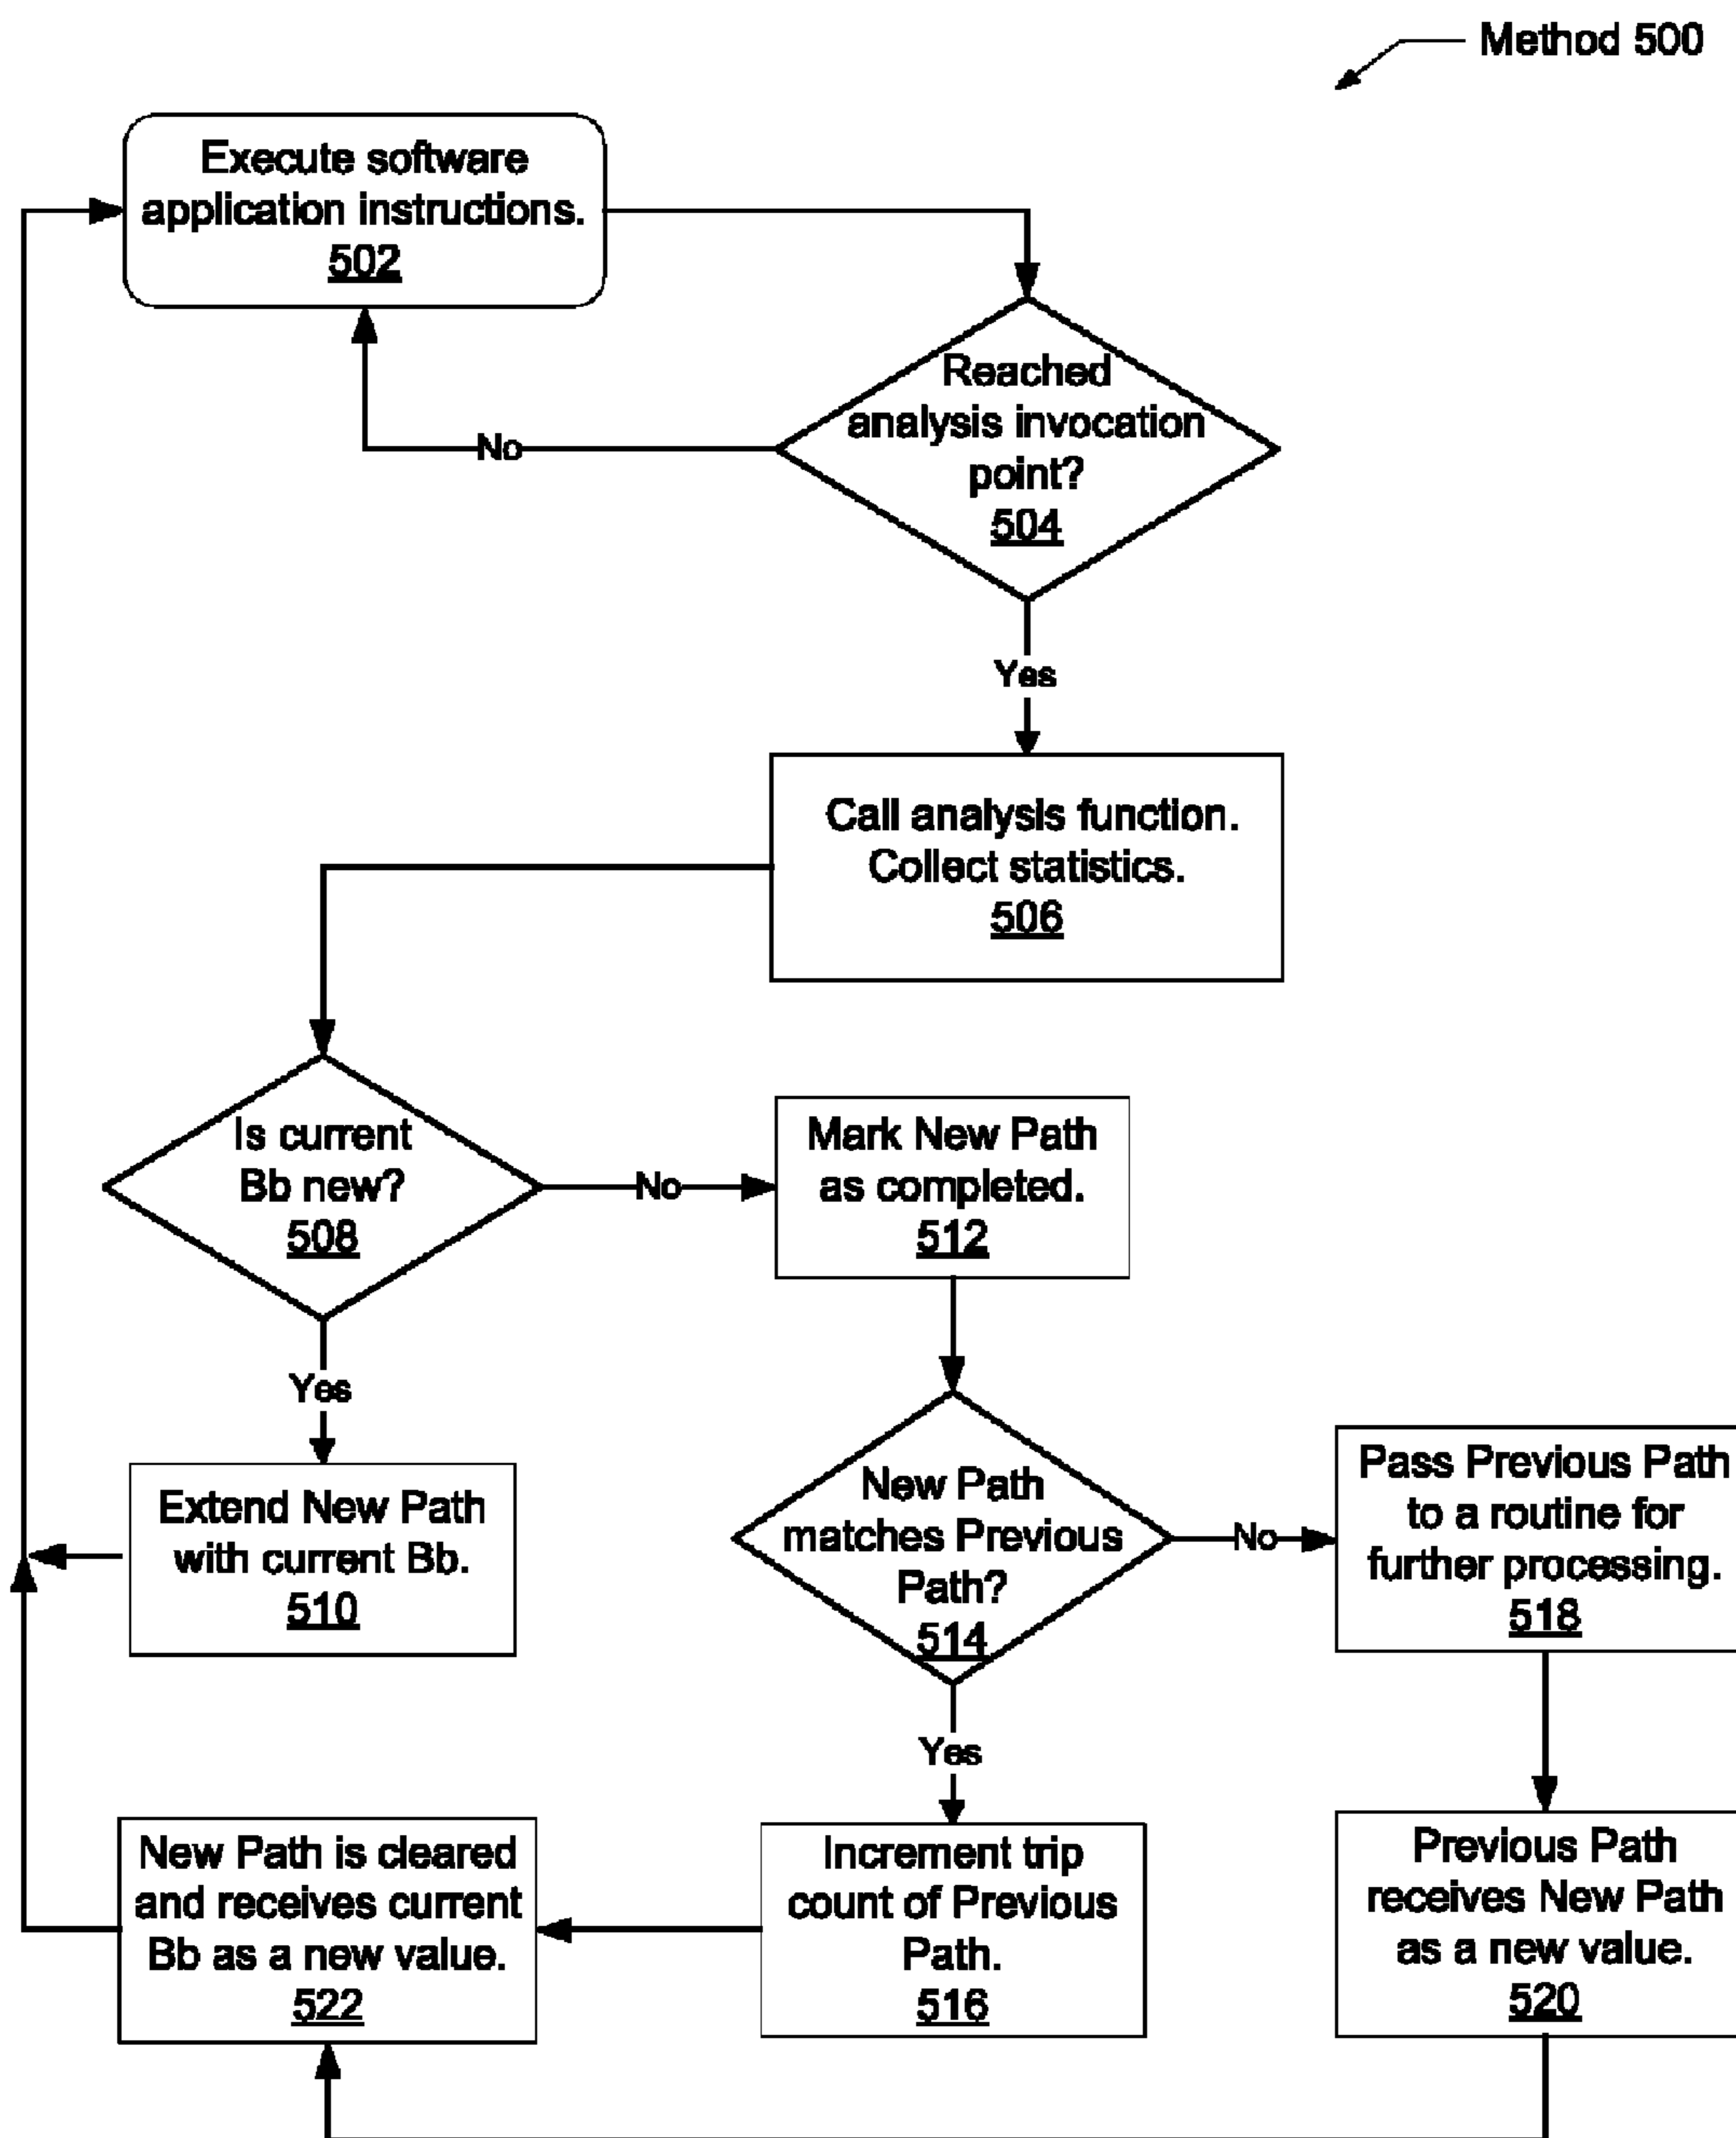 Method 500
Execute software
application instructions.
502
Reached
analysis invocation
point?
504
No
Yes
Call analysis function.
Collect statistics.
506
Is current
Bb new?
508
No
Mark New Path
as completed.
512
Yes
Extend New Path
with current Bb.
510
New Path
matches Previous
Path?
514
No
Pass Previous Path
to a routine for
further processing.
518
Yes
New Path is cleared
and receives current
Bb as a new value.
522
Increment trip
count of Previous
Path.
516
Previous Path
receives New Path
as a new value.
520